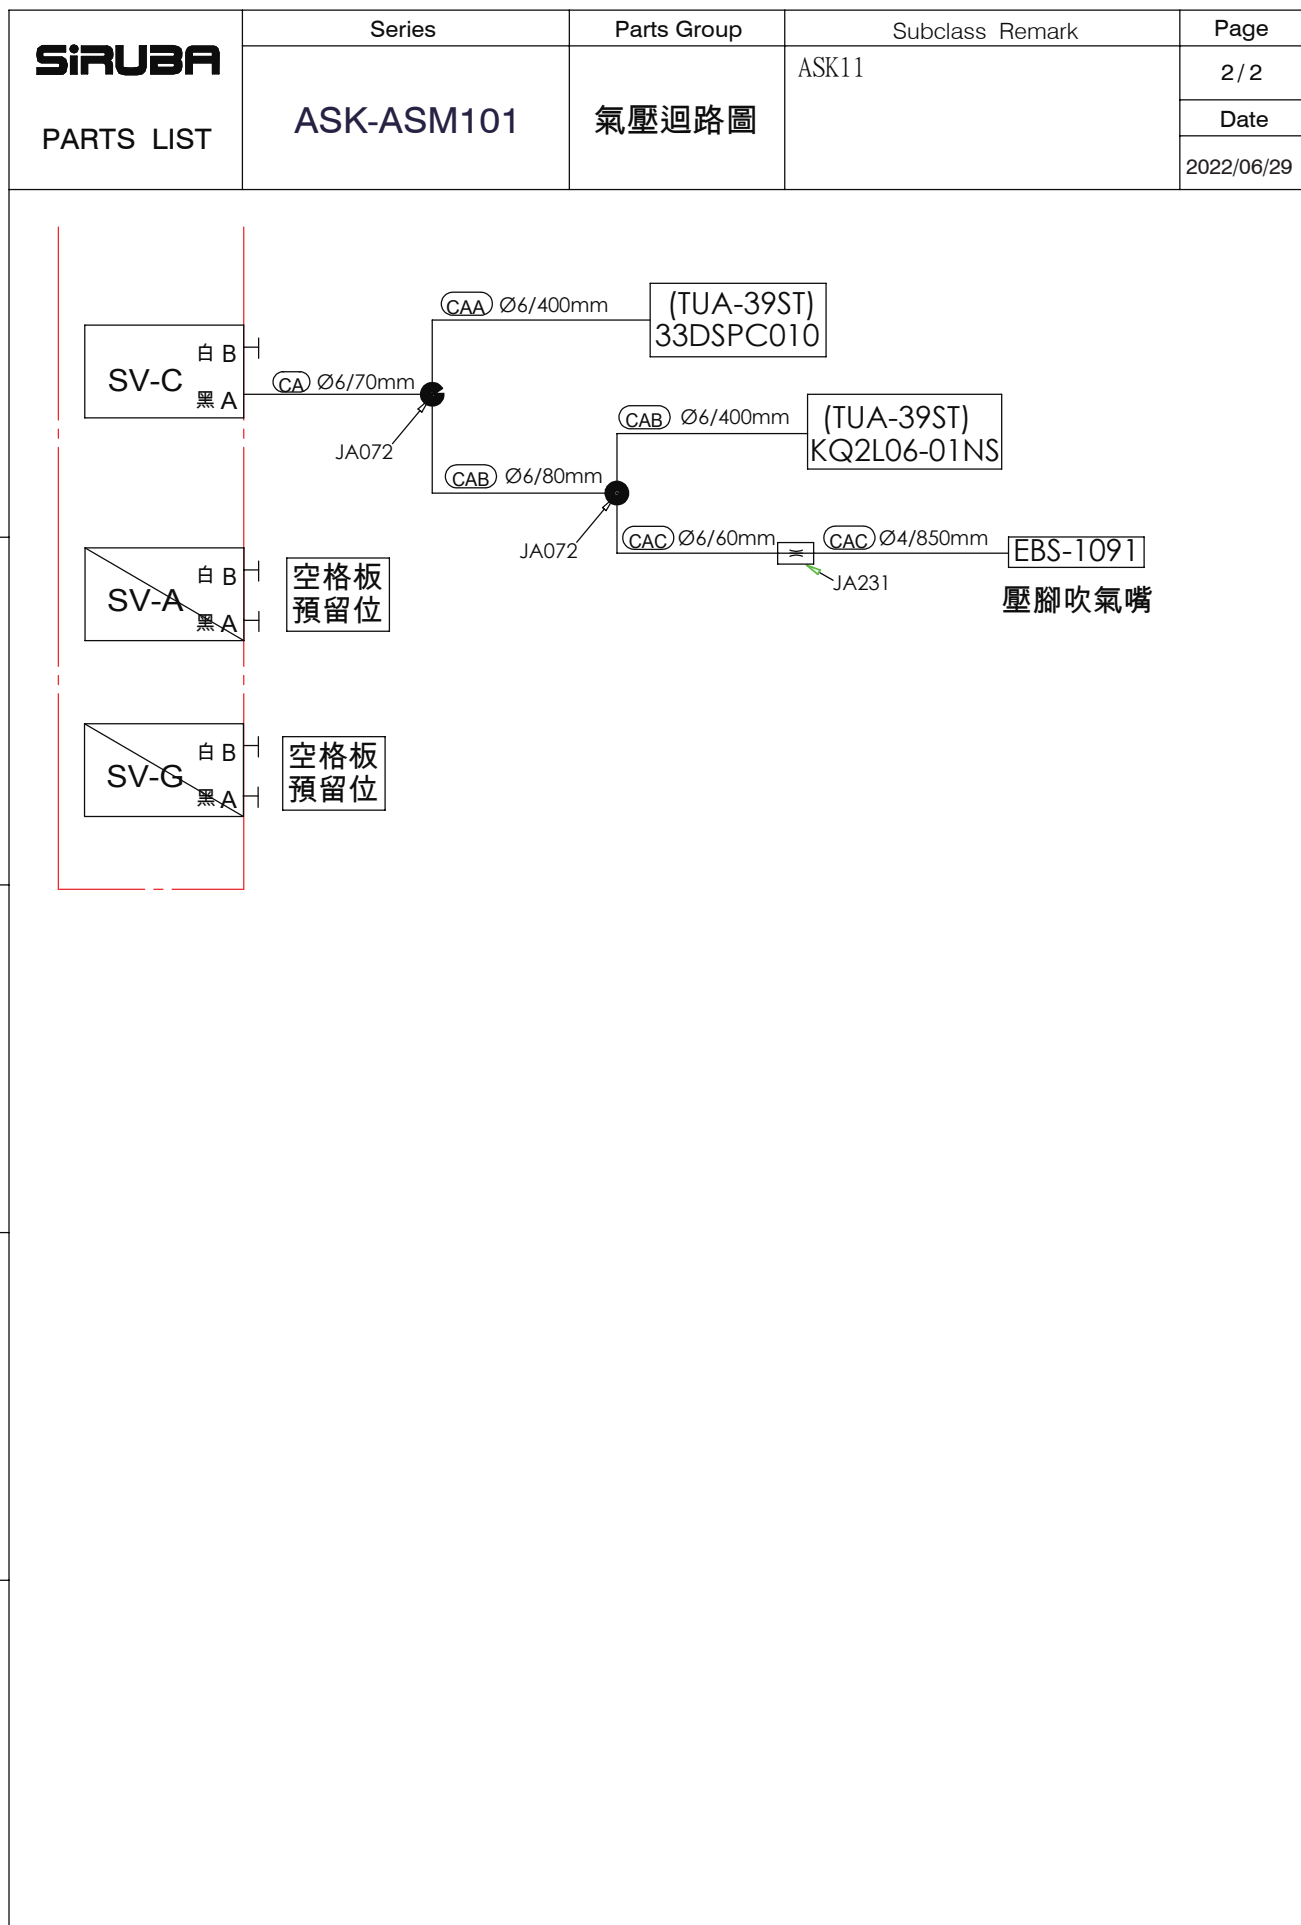 SiRUBA
PARTS LIST
Series
ASK-ASM101
Parts Group
氣壓迴路圖
Subclass Remark
ASK11
Page
2/2
Date
2022/06/29
CAA Ø6/400mm
(TUA-39ST)
33DSPC010
白 B
SV-C
黑 A
CA Ø6/70mm
JA072
CAB Ø6/400mm
(TUA-39ST)
KQ2L06-01NS
CAB Ø6/80mm
JA072
CAC Ø6/60mm
CAC Ø4/850mm
EBS-1091
JA231
壓腳吹氣嘴
白 B
SV-A
黑 A
空格板
預留位
白 B
SV-G
黑 A
空格板
預留位